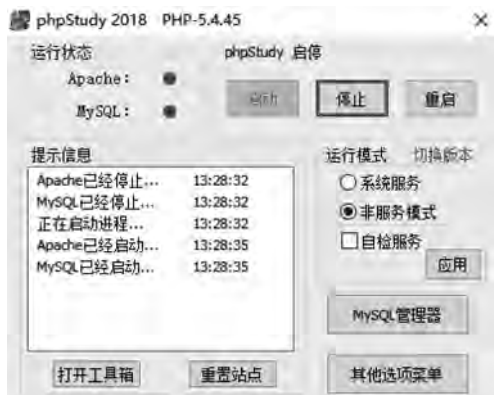 phpStudy 2018 PHP-5.4.45
运行状态
phpStudy 启停
Apache:
MySQL:
启动
停止
重启
提示信息
Apache已经停止... 13:28:32
MySQL已经停止... 13:28:32
正在启动进程... 13:28:32
Apache已经启动... 13:28:35
MySQL已经启动... 13:28:35
运行模式 切换版本
系统服务
非服务模式
自检服务
应用
MySQL管理器
打开工具箱
重置站点
其他选项菜单